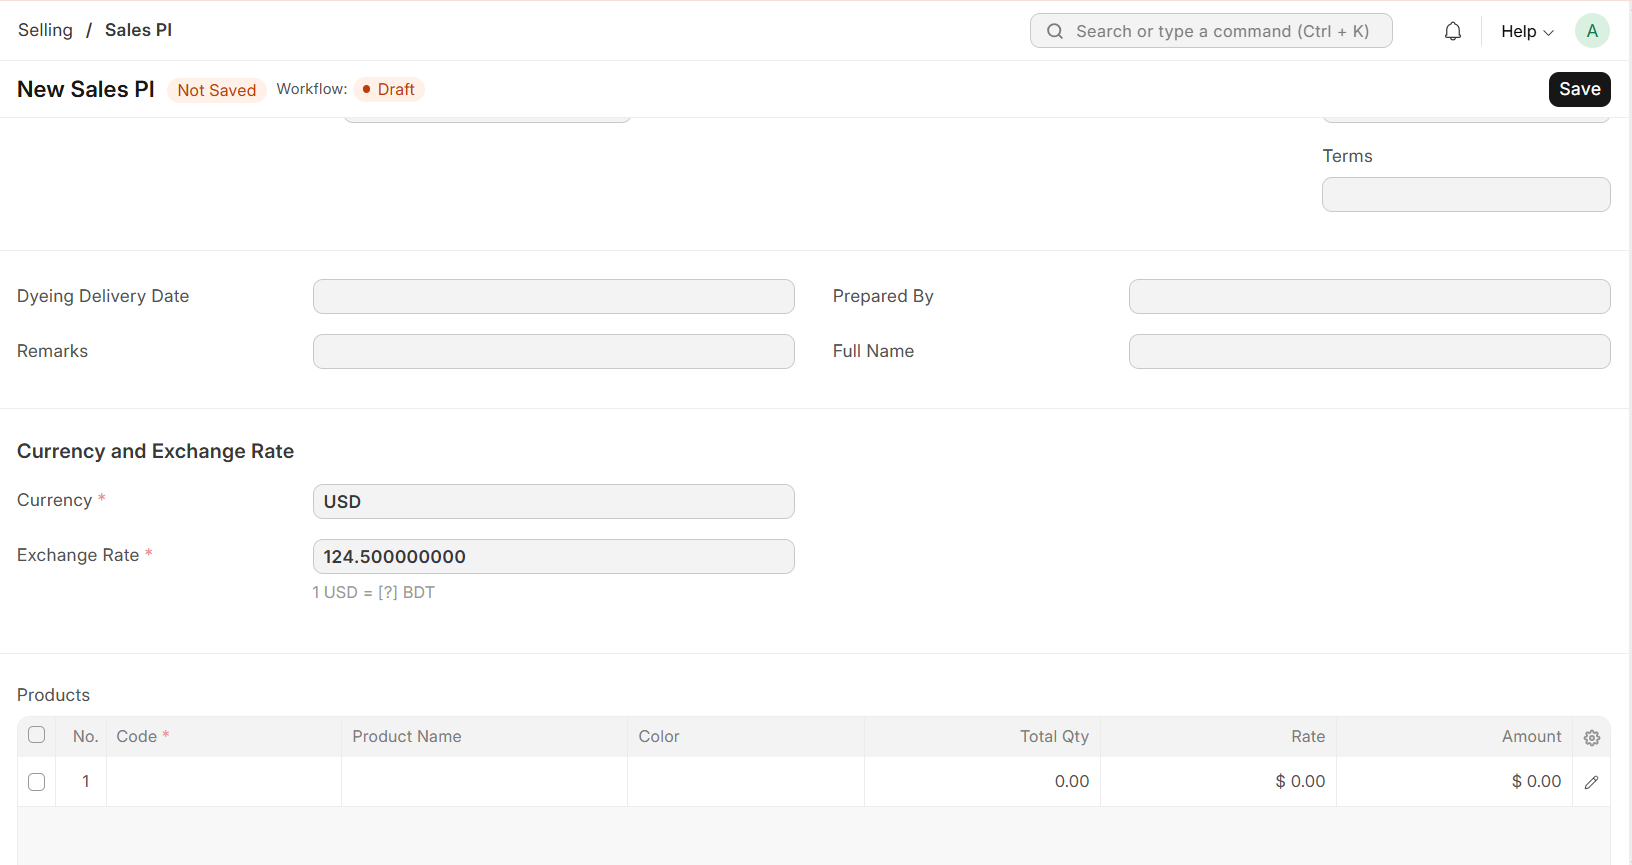 Selling / Sales PI
Search or type a command (Ctrl + K)
Help
A
New Sales PI
Not Saved
Workflow:
Draft
Save
Terms
Dyeing Delivery Date
Prepared By
Remarks
Full Name
Currency and Exchange Rate
Currency *
USD
Exchange Rate *
124.500000000
1 USD = [?] BDT
Products
No. Code * Product Name Color Total Qty Rate Amount
1 0.00 $ 0.00 $ 0.00